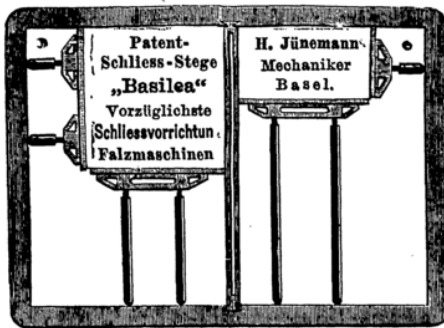 Patent-
Schliess-Stege
„Basilea“
Vorzüglichste
Schliessvorrichtun
Falzmaschinen
H. Jünemann
Mechaniker
Basel.